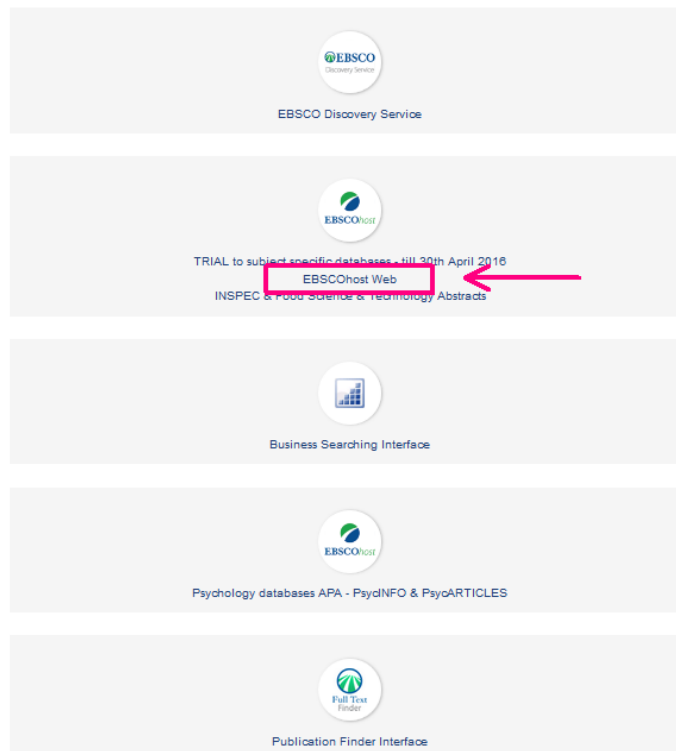 EBSCO
Discovery Service
EBSCO Discovery Service
EBSCOhost
TRIAL to subject specific databases - till 30th April 2016
EBSCOhost Web
INSPEC & Food Science & Technology Abstracts
Business Searching Interface
EBSCOhost
Psychology databases APA - PsycINFO & PsycARTICLES
Full Text
Finder
Publication Finder Interface